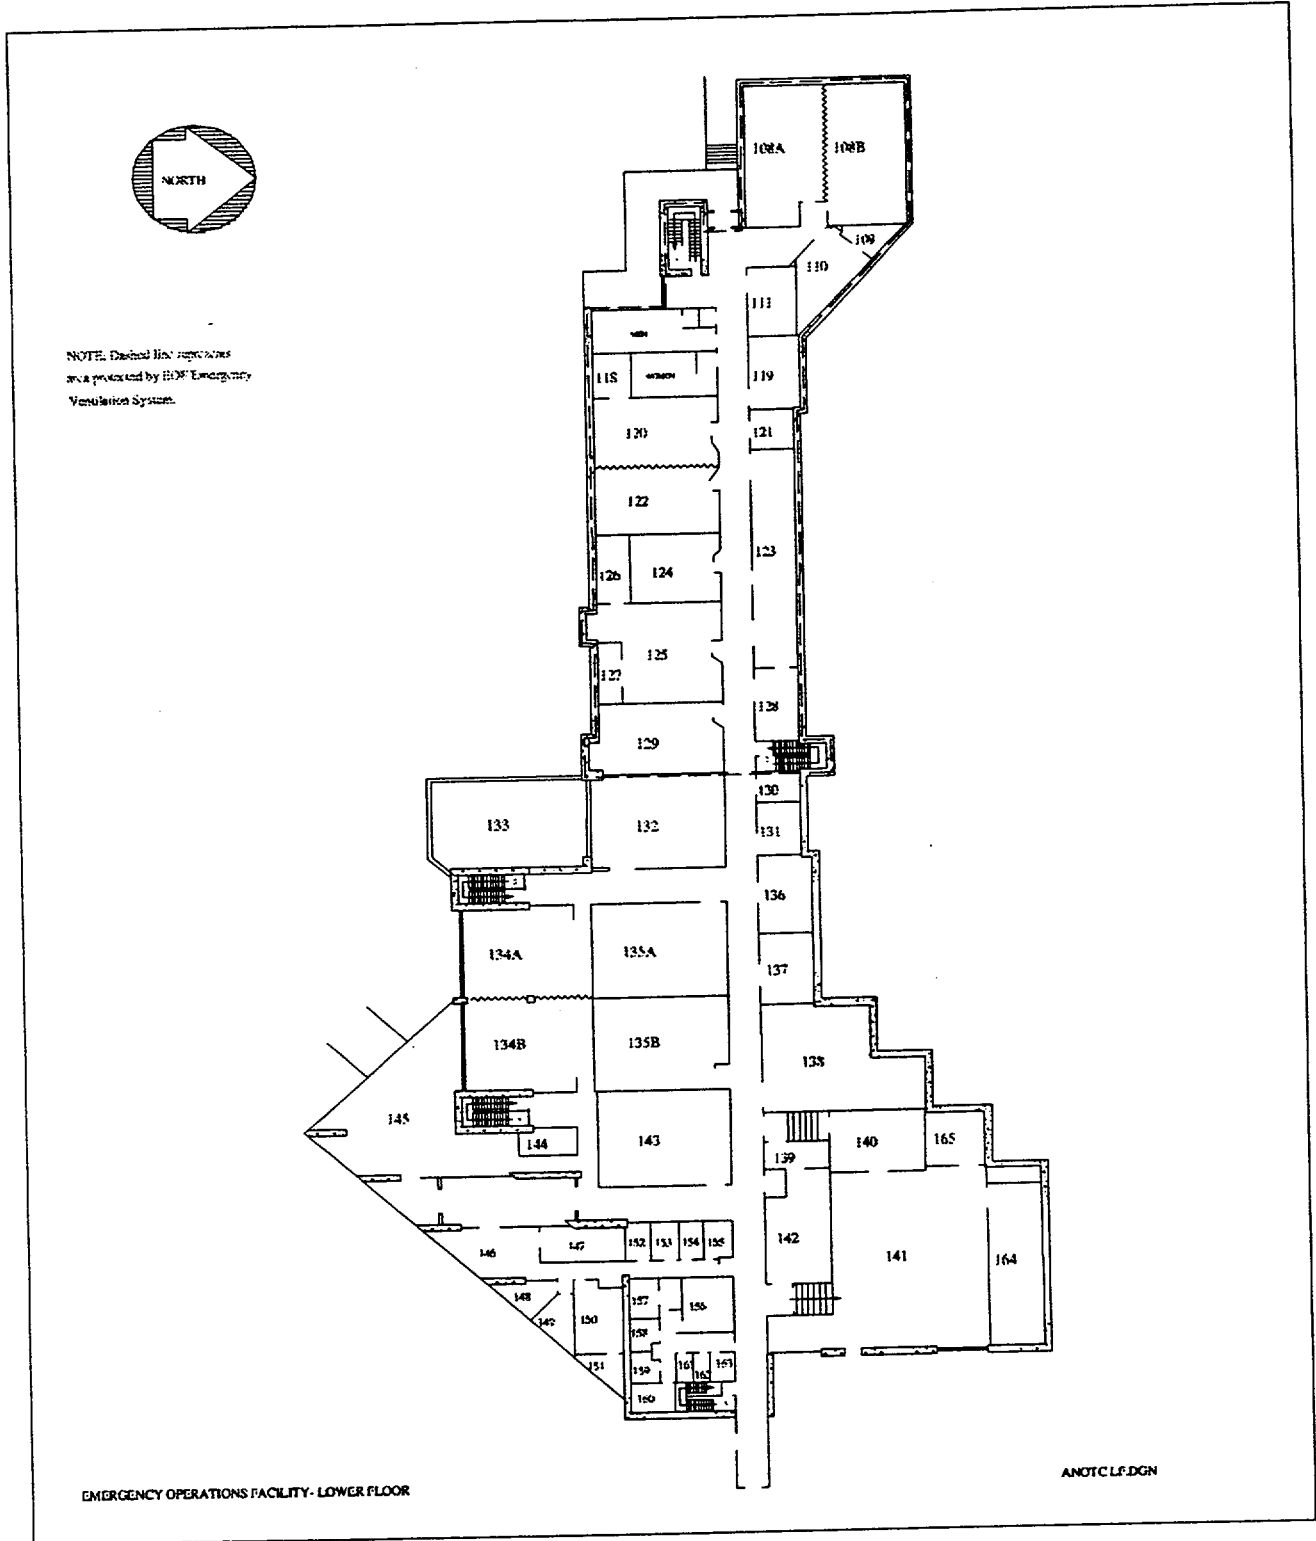 108A 108B
NORTH
109
110
111
MEN
NOTE: Dashed line represents
area protected by EOF Emergency
Ventilation System.
118 WOMEN 119
120 121
122
123
126 124
125
127
128
129
130
133 132 131
136
134A 135A
137
134B 135B
138
145
144 143 140 165
139
142
146 147 152 153 154 155 141 164
148 157 156
149 150
158
151 159 161 162 163
160
EMERGENCY OPERATIONS FACILITY- LOWER FLOOR
ANOTCLF.DGN